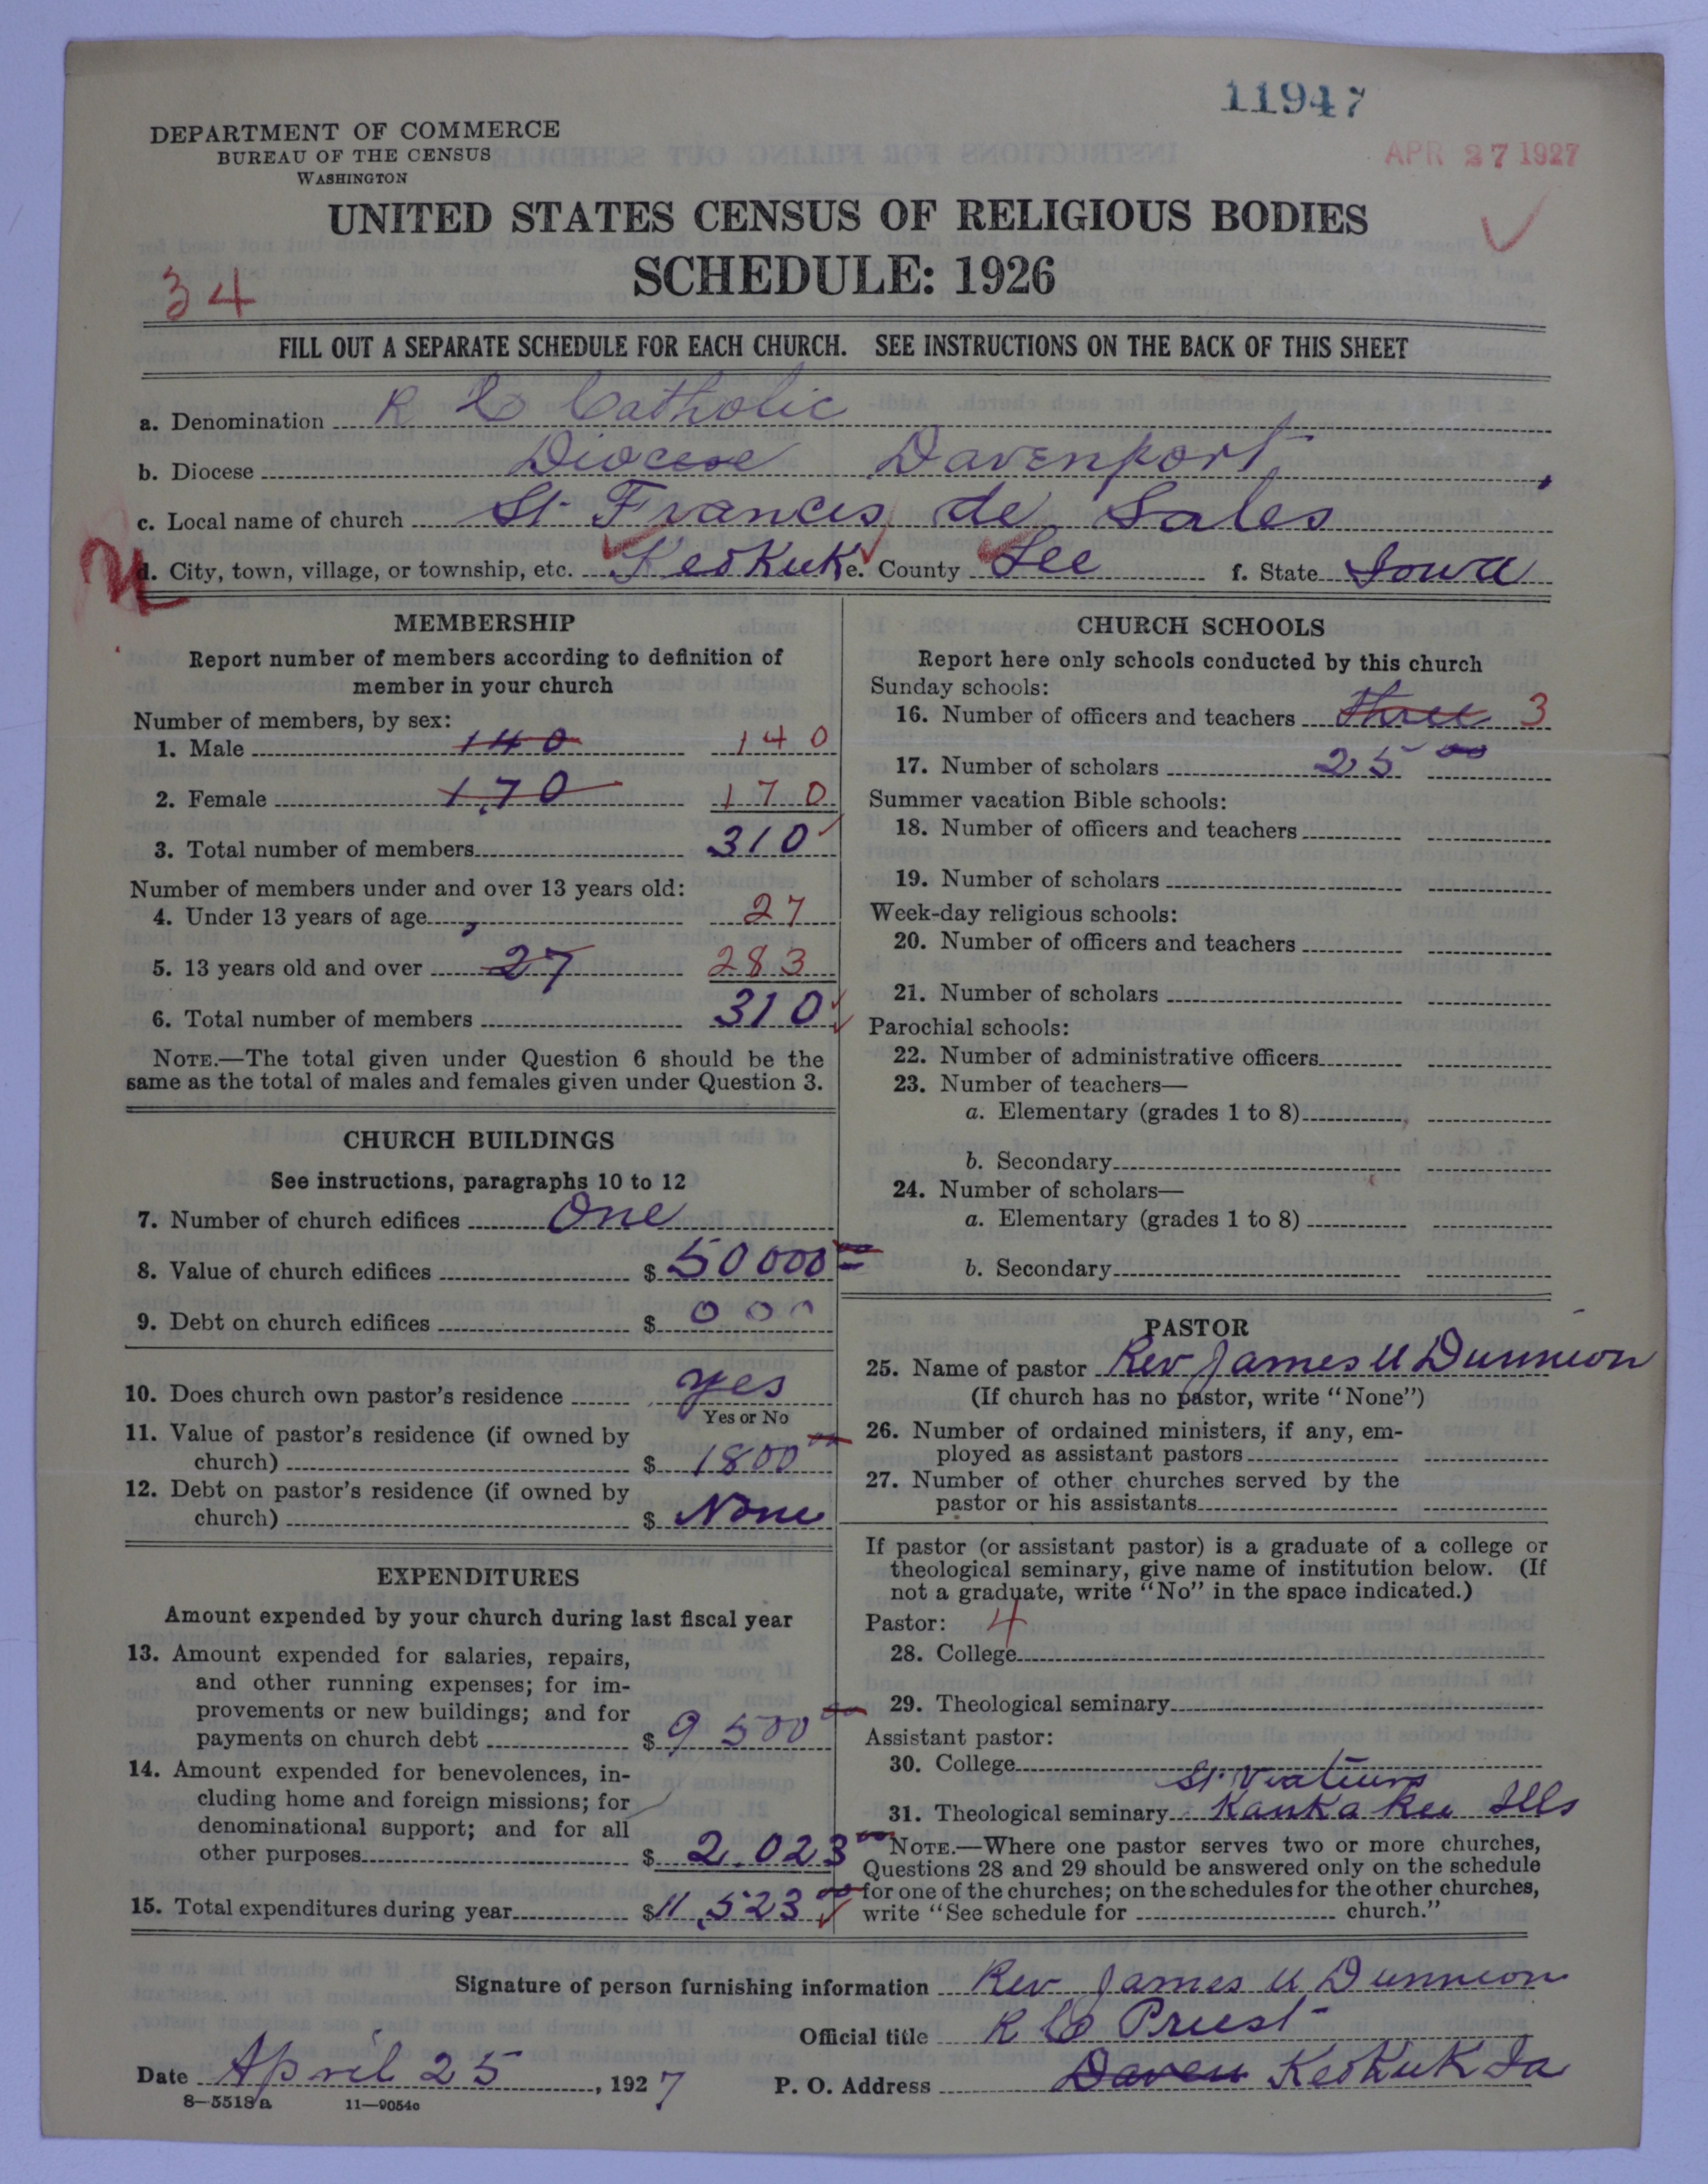 11947
DEPARTMENT OF COMMERCE
BUREAU OF THE CENSUS
WASHINGTON
APR 27 1927
UNITED STATES CENSUS OF RELIGIOUS BODIES
SCHEDULE: 1926
34
FILL OUT A SEPARATE SCHEDULE FOR EACH CHURCH. SEE INSTRUCTIONS ON THE BACK OF THIS SHEET
a. Denomination R C Catholic
b. Diocese Diocese Davenport
c. Local name of church St Frances de Sales
d. City, town, village, or township, etc. Keokuk e. County Lee f. State Iowa
MEMBERSHIP
Report number of members according to definition of
member in your church
Number of members, by sex:
1. Male 140 140
2. Female 170 170
3. Total number of members 310
Number of members under and over 13 years old:
4. Under 13 years of age 27
5. 13 years old and over 27 283
6. Total number of members 310
NOTE.—The total given under Question 6 should be the
same as the total of males and females given under Question 3.
CHURCH BUILDINGS
See instructions, paragraphs 10 to 12
7. Number of church edifices One
8. Value of church edifices $ 50000 00
9. Debt on church edifices $ 000
10. Does church own pastor's residence yes
Yes or No
11. Value of pastor's residence (if owned by
church) $ 1800 00
12. Debt on pastor's residence (if owned by
church) $ None
EXPENDITURES
Amount expended by your church during last fiscal year
13. Amount expended for salaries, repairs,
and other running expenses; for im-
provements or new buildings; and for
payments on church debt $ 9 500 00
14. Amount expended for benevolences, in-
cluding home and foreign missions; for
denominational support; and for all
other purposes $ 2.023 00
15. Total expenditures during year $ 11,523 00
CHURCH SCHOOLS
Report here only schools conducted by this church
Sunday schools:
16. Number of officers and teachers three 3
17. Number of scholars 25 00
Summer vacation Bible schools:
18. Number of officers and teachers
19. Number of scholars
Week-day religious schools:
20. Number of officers and teachers
21. Number of scholars
Parochial schools:
22. Number of administrative officers
23. Number of teachers—
a. Elementary (grades 1 to 8)
b. Secondary
24. Number of scholars—
a. Elementary (grades 1 to 8)
b. Secondary
PASTOR
25. Name of pastor Rev James W Dunnion
(If church has no pastor, write "None")
26. Number of ordained ministers, if any, em-
ployed as assistant pastors
27. Number of other churches served by the
pastor or his assistants
If pastor (or assistant pastor) is a graduate of a college or
theological seminary, give name of institution below. (If
not a graduate, write "No" in the space indicated.)
Pastor: 4
28. College
29. Theological seminary
Assistant pastor:
30. College
St. Viateurs
31. Theological seminary Kankakee Ills
NOTE.—Where one pastor serves two or more churches,
Questions 28 and 29 should be answered only on the schedule
for one of the churches; on the schedules for the other churches,
write "See schedule for church."
Signature of person furnishing information Rev James W Dunnion
Official title R C Priest
Date April 25, 1927
P. O. Address Daven Keokuk Ia
8-5518a 11-9054c